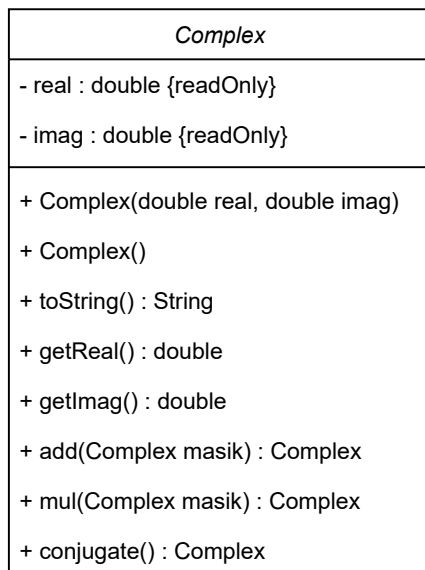 Complex
- real : double {readOnly}
- imag : double {readOnly}
+ Complex(double real, double imag)
+ Complex()
+ toString() : String
+ getReal() : double
+ getImag() : double
+ add(Complex masik) : Complex
+ mul(Complex masik) : Complex
+ conjugate() : Complex